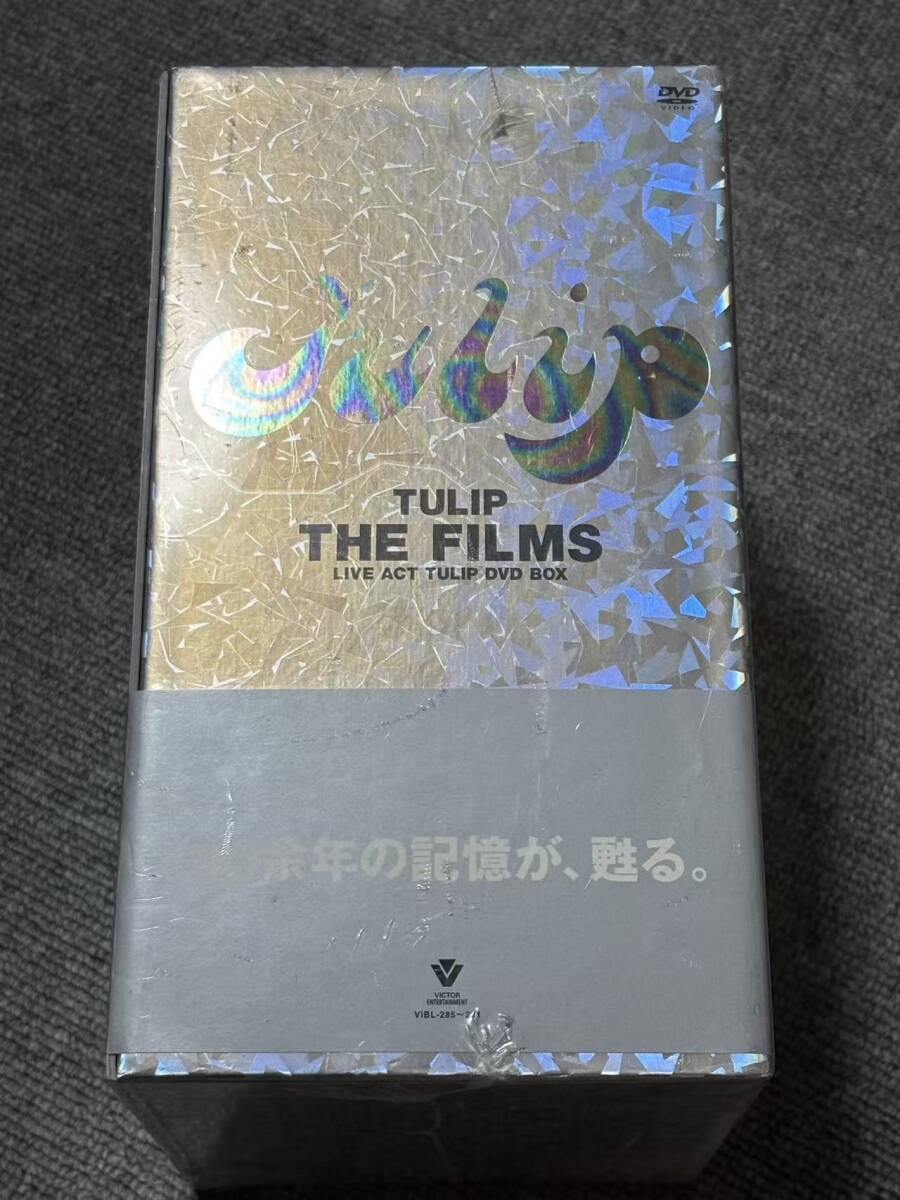 DVD
VIDEO
Tulip
TULIP
THE FILMS
LIVE ACT TULIP DVD BOX
余年の記憶が、甦る。
VICTOR
ENTERTAINMENT